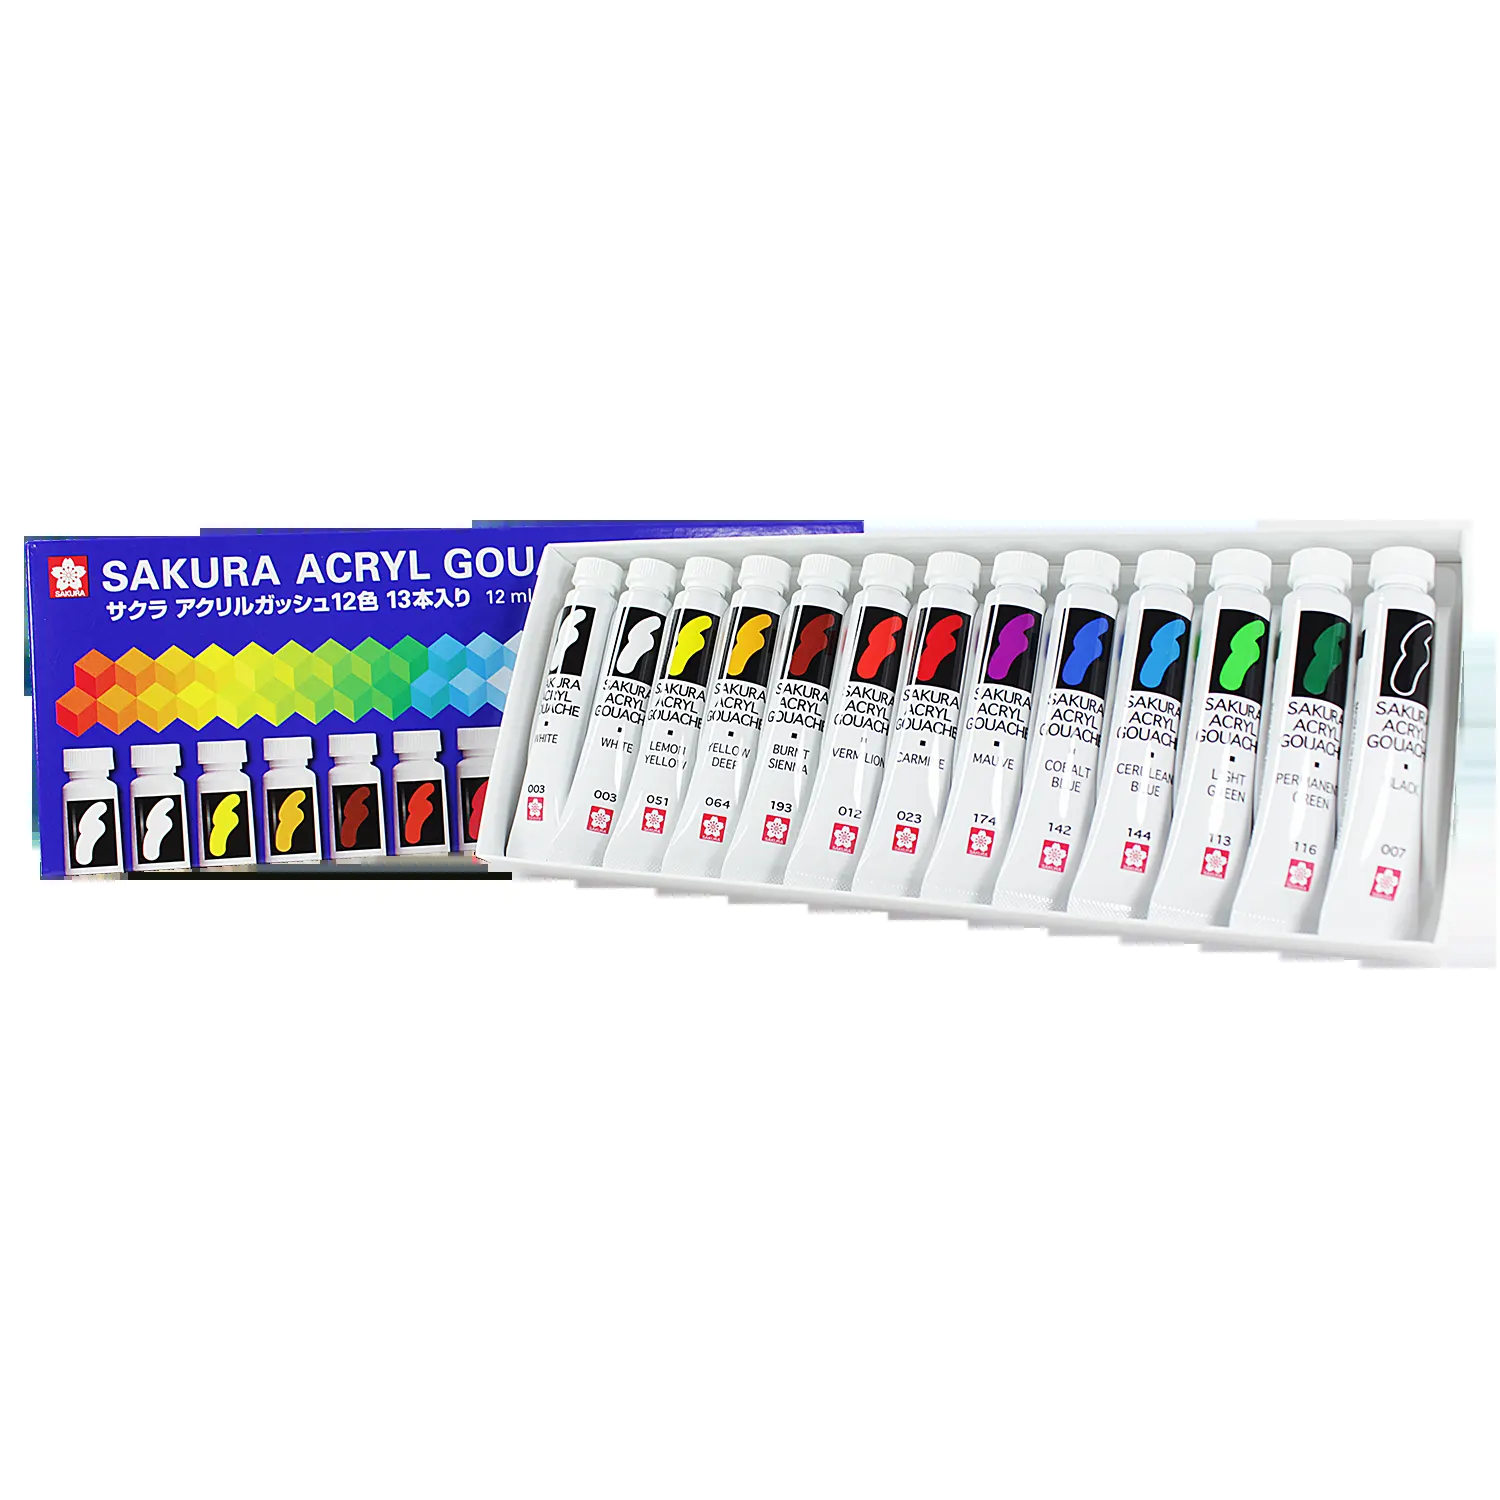 SAKURA
SAKURA ACRYL GOUA
サクラ アクリルガッシュ12色 13本入り 12 ml
AKURA
ACRYL
OUACHE
WHITE
003
SAKURA
ACRYL
GOUACHE
WHITE
003
SAKURA
ACRYL
GOUACHE
LEMON
YELLOW
051
SAKURA
ACRYL
GOUACHE
YELLOW
DEEP
064
SAKURA
ACRYL
GOUACHE
BURNT
SIENNA
193
SAKURA
ACRYL
GOUACHE
VERMILION
012
SAKURA
ACRYL
GOUACHE
CARMINE
023
SAKURA
ACRYL
GOUACHE
MAUVE
174
SAKURA
ACRYL
GOUACHE
COBALT
BLUE
142
SAKURA
ACRYL
GOUACHE
CERULEAN
BLUE
144
SAKURA
ACRYL
GOUACHE
LIGHT
GREEN
113
SAKURA
ACRYL
GOUACHE
PERMANENT
GREEN
116
SAKURA
ACRYL
GOUACHE
BLACK
007